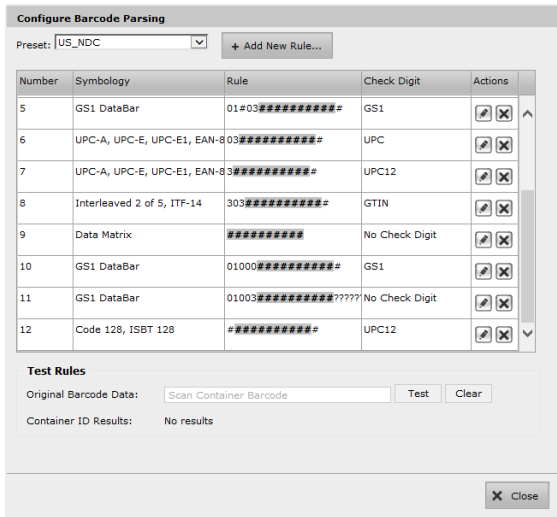 Configure Barcode Parsing
Preset: US_NDC + Add New Rule...
Number Symbology Rule Check Digit Actions
5 GS1 DataBar 01#03########### GS1
6 UPC-A, UPC-E, UPC-E1, EAN-8 03########### UPC
7 UPC-A, UPC-E, UPC-E1, EAN-8 3########### UPC12
8 Interleaved 2 of 5, ITF-14 303########### GTIN
9 Data Matrix ########## No Check Digit
10 GS1 DataBar 01000########### GS1
11 GS1 DataBar 01003##########????? No Check Digit
12 Code 128, ISBT 128 ############ UPC12
Test Rules
Original Barcode Data: Scan Container Barcode Test Clear
Container ID Results: No results
Close